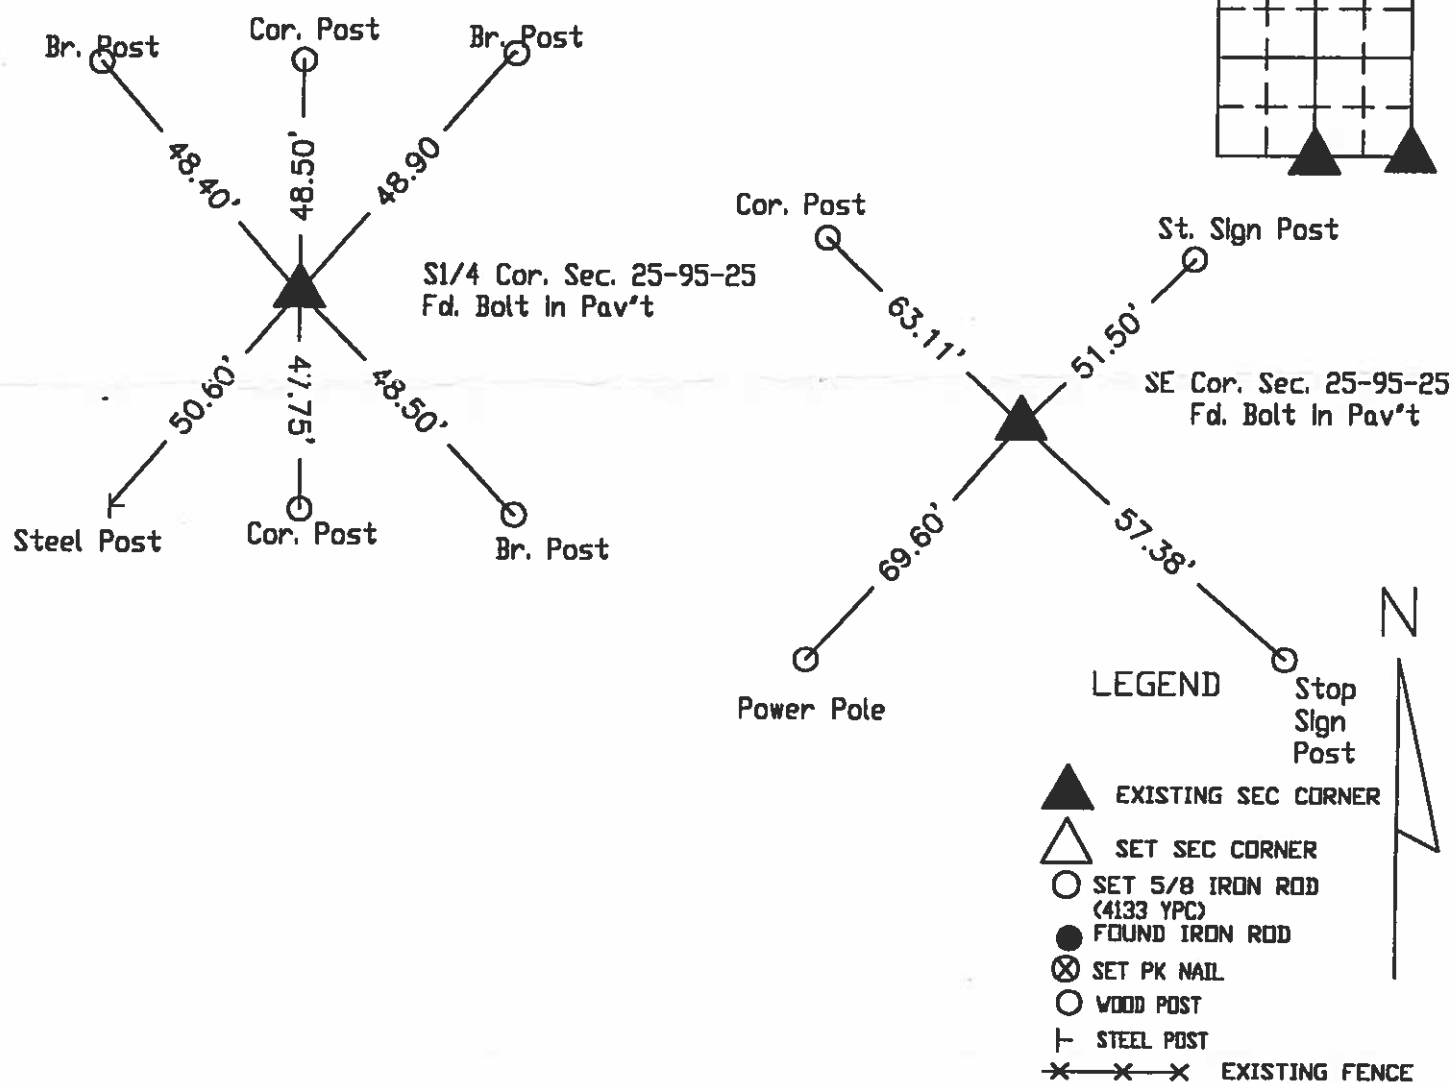 Br. Post
Cor. Post
Br. Post
48.40'
48.50'
48.90
S1/4 Cor. Sec. 25-95-25
Fd. Bolt in Pav't
50.60'
47.75'
48.50'
Steel Post
Cor. Post
Br. Post
Cor. Post
St. Sign Post
63.11'
51.50'
SE Cor. Sec. 25-95-25
Fd. Bolt in Pav't
69.60'
57.38'
Power Pole
Stop
Sign
Post
N
LEGEND
EXISTING SEC CORNER
SET SEC CORNER
SET 5/8 IRON ROD
(4133 YPC)
FOUND IRON ROD
SET PK NAIL
WOOD POST
STEEL POST
EXISTING FENCE